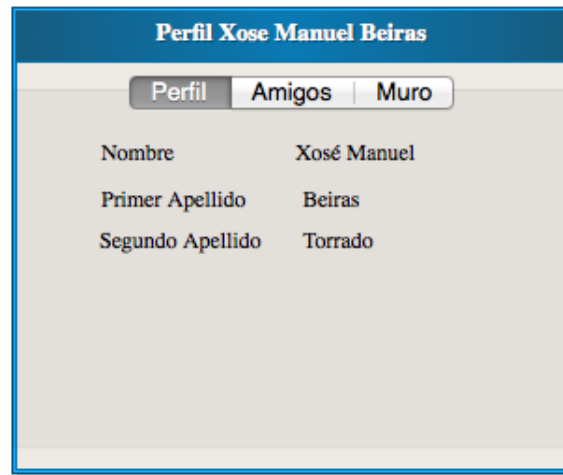 Perfil Xose Manuel Beiras
Perfil Amigos Muro
Nombre Xosé Manuel
Primer Apellido Beiras
Segundo Apellido Torrado